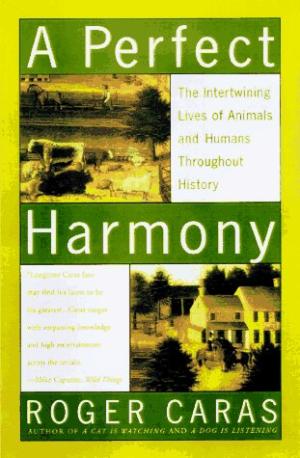 A Perfect
The Intertwining
Lives of Animals
and Humans
Throughout
History
Harmony
"Longtime Caras fans
may find his latest to be
his greatest. Caras ranges
with surpassing knowledge
and high entertainment
across the
—Mike Capuzzo, Wild Things
ROGER CARAS
AUTHOR OF A CAT IS WATCHING AND A DOG IS LISTENING